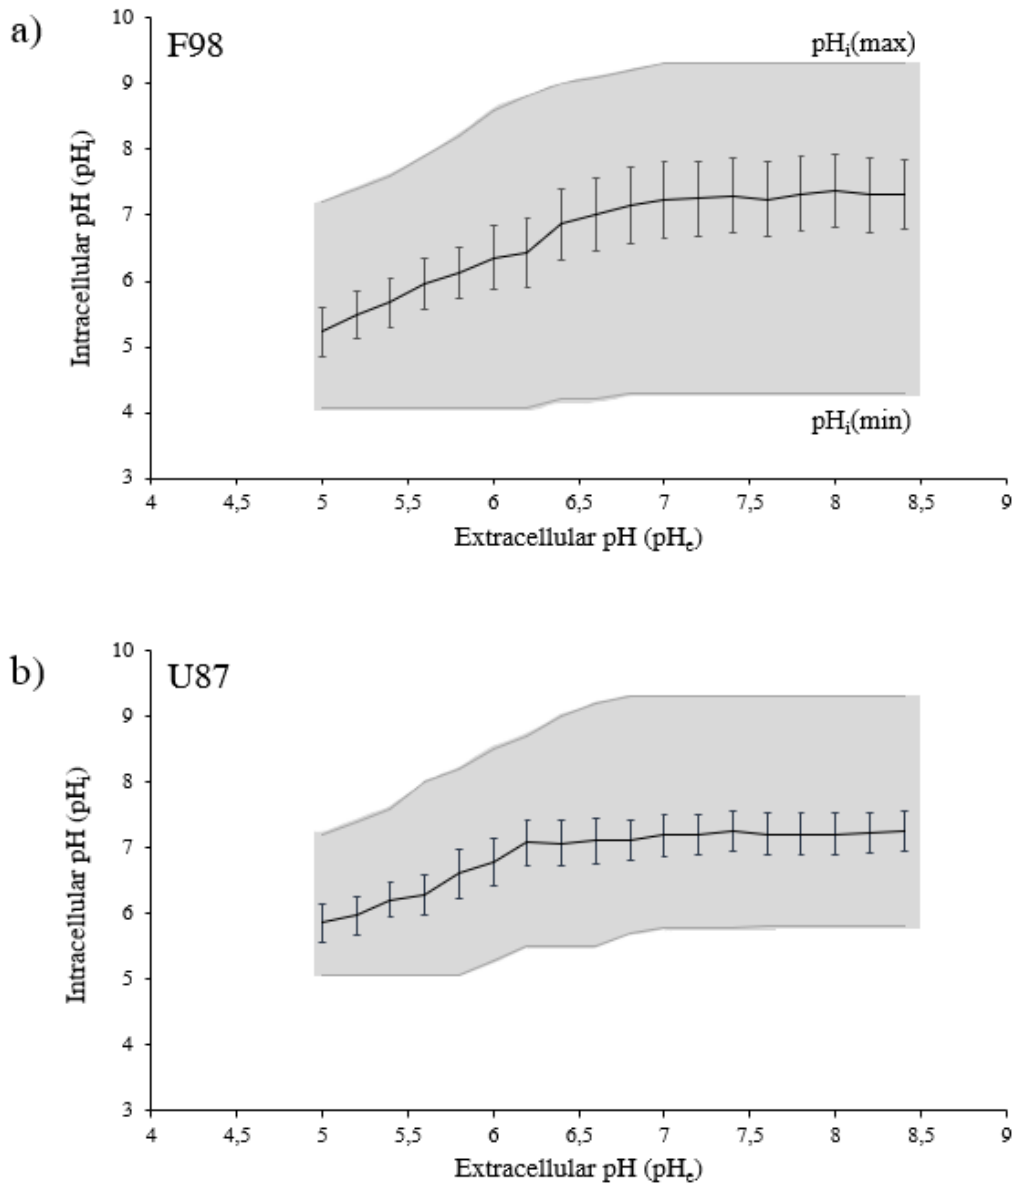 a)
F98
10
9
8
7
6
5
4
3
Intracellular pH (pHᵢ)
pHᵢ(max)
pHᵢ(min)
4 4,5 5 5,5 6 6,5 7 7,5 8 8,5 9
Extracellular pH (pHₑ)
b)
U87
10
9
8
7
6
5
4
3
Intracellular pH (pHᵢ)
4 4,5 5 5,5 6 6,5 7 7,5 8 8,5 9
Extracellular pH (pHₑ)